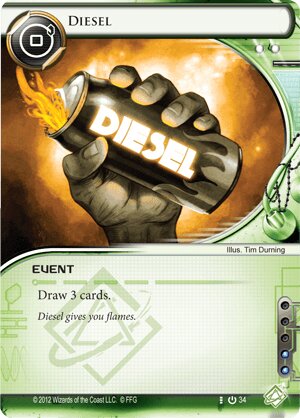 0
Diesel
DIESEL
Illus. Tim Durning
EVENT
Draw 3 cards.
Diesel gives you flames.
© 2012 Wizards of the Coast LLC. © FFG
34